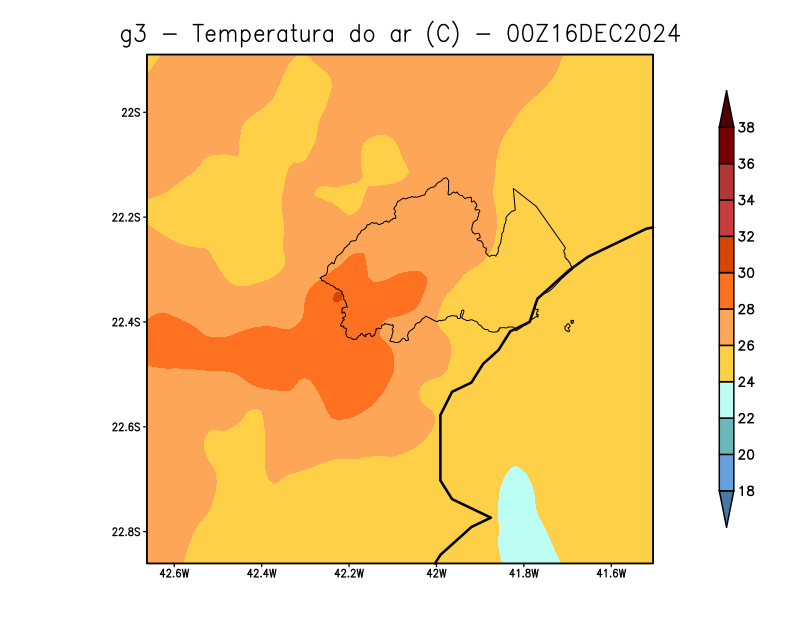 g3 - Temperatura do ar (C) - 00Z16DEC2024
22S
22.2S
22.4S
22.6S
22.8S
42.6W
42.4W
42.2W
42W
41.8W
41.6W
38
36
34
32
30
28
26
24
22
20
18